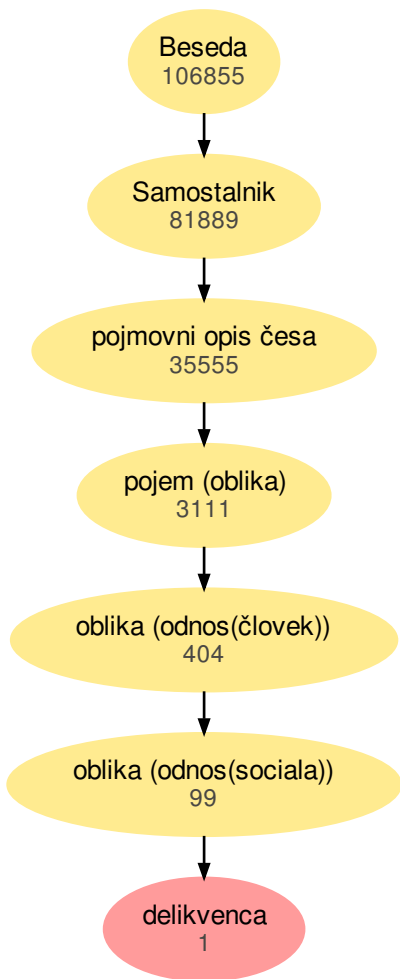 Beseda
106855
Samostalnik
81889
pojmovni opis česa
35555
pojem (oblika)
3111
oblika (odnos(človek))
404
oblika (odnos(sociala))
99
delikvenca
1